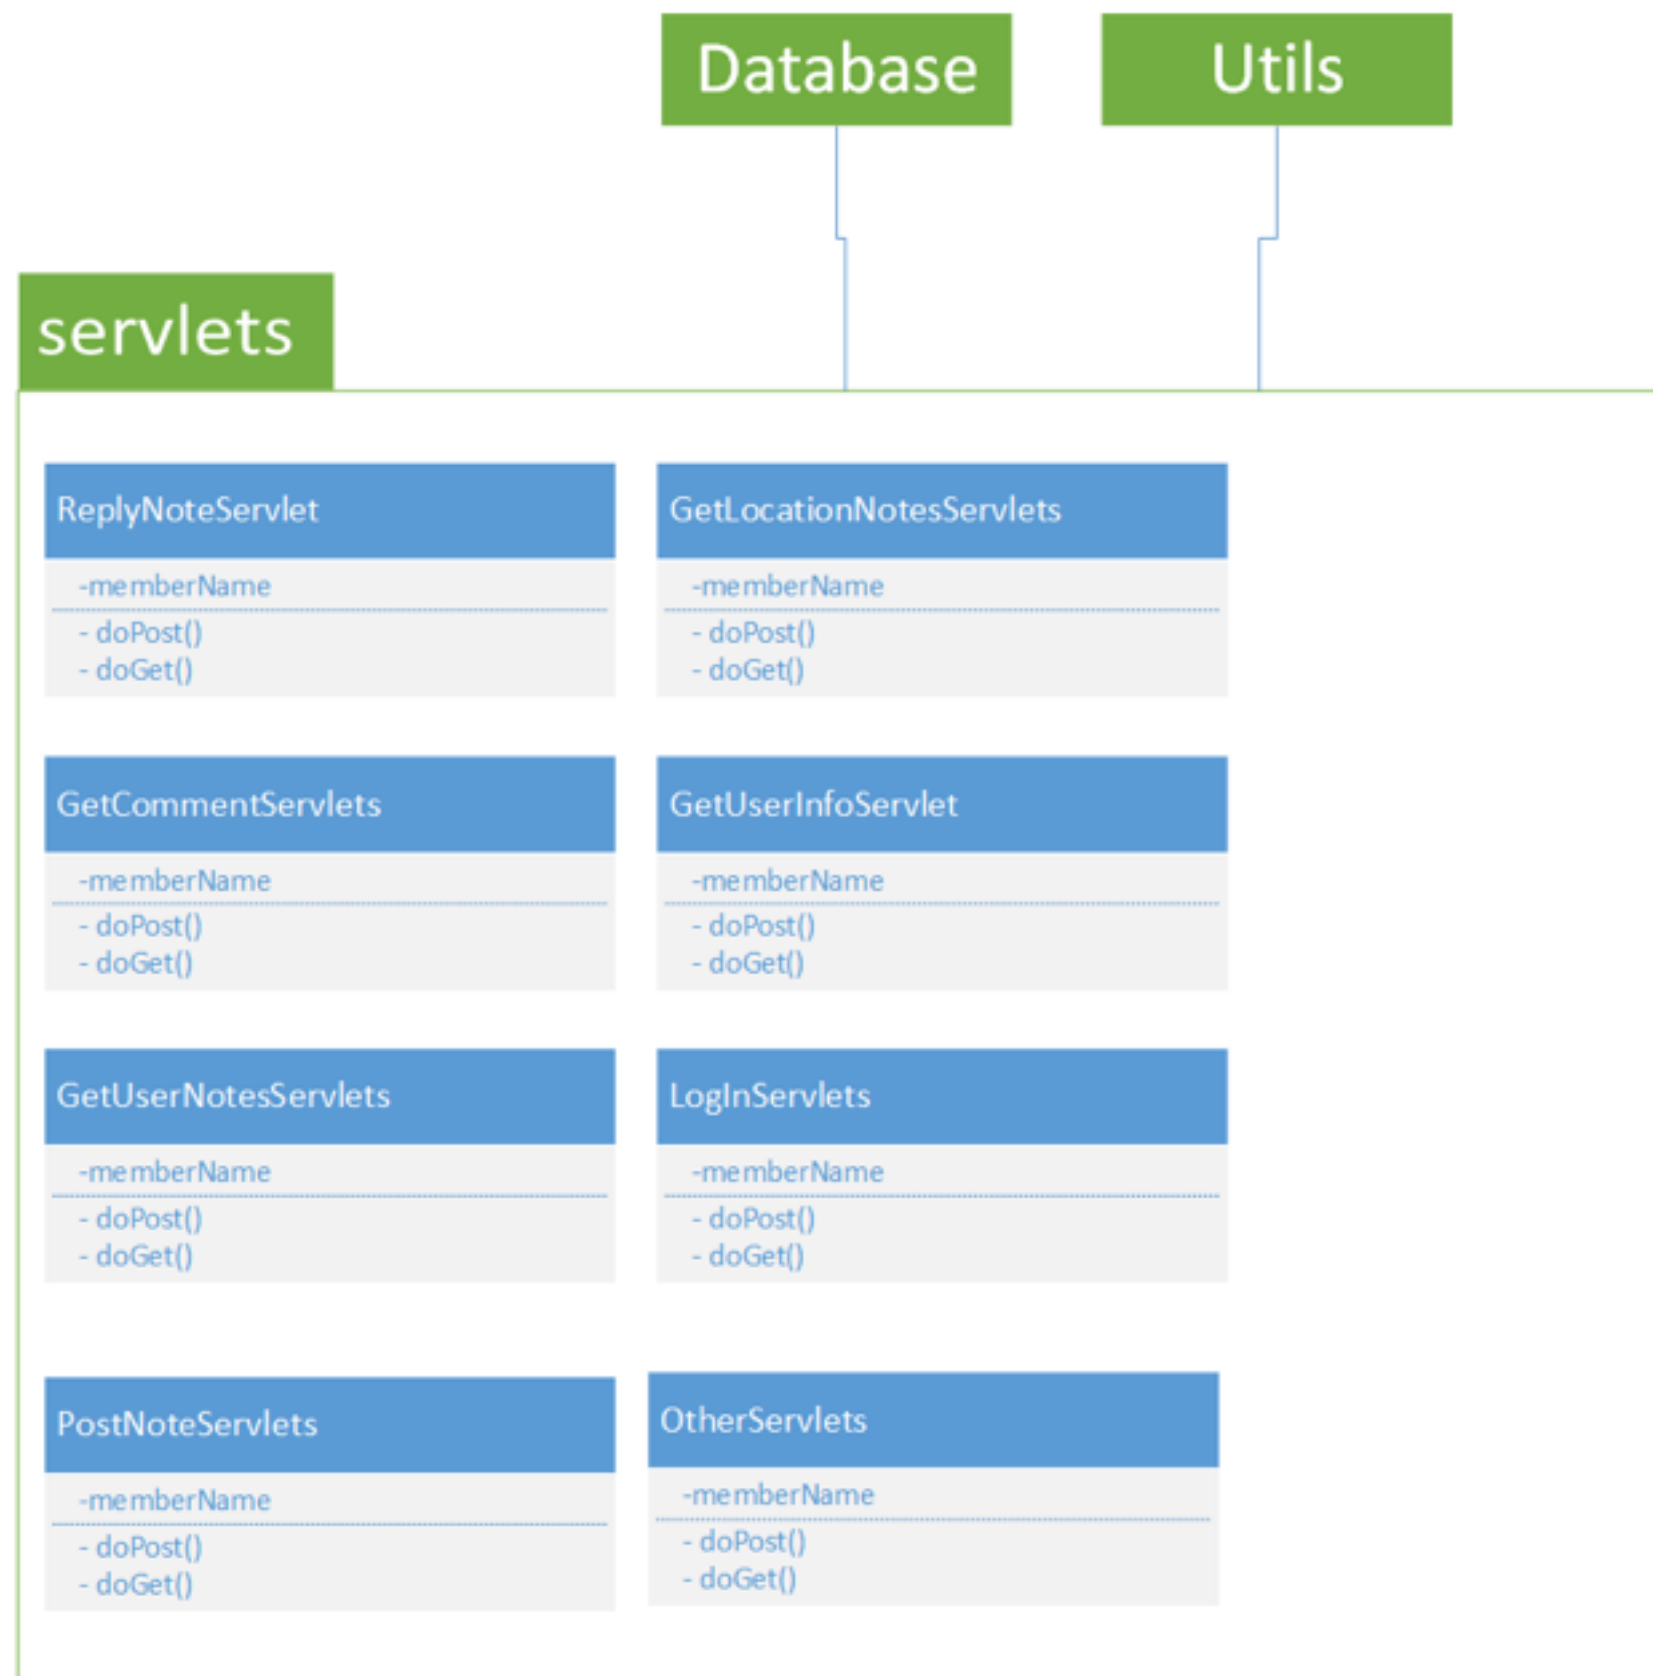 Database
Utils
servlets
ReplyNoteServlet
-memberName
- doPost()
- doGet()
GetLocationNotesServlets
-memberName
- doPost()
- doGet()
GetCommentServlets
-memberName
- doPost()
- doGet()
GetUserInfoServlet
-memberName
- doPost()
- doGet()
GetUserNotesServlets
-memberName
- doPost()
- doGet()
LogInServlets
-memberName
- doPost()
- doGet()
PostNoteServlets
-memberName
- doPost()
- doGet()
OtherServlets
-memberName
- doPost()
- doGet()